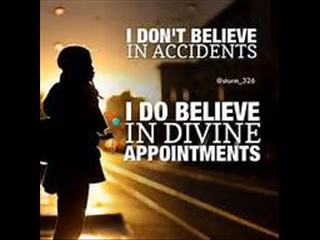 I DON'T BELIEVE
IN ACCIDENTS
@storm_326
I DO BELIEVE
IN DIVINE
APPOINTMENTS